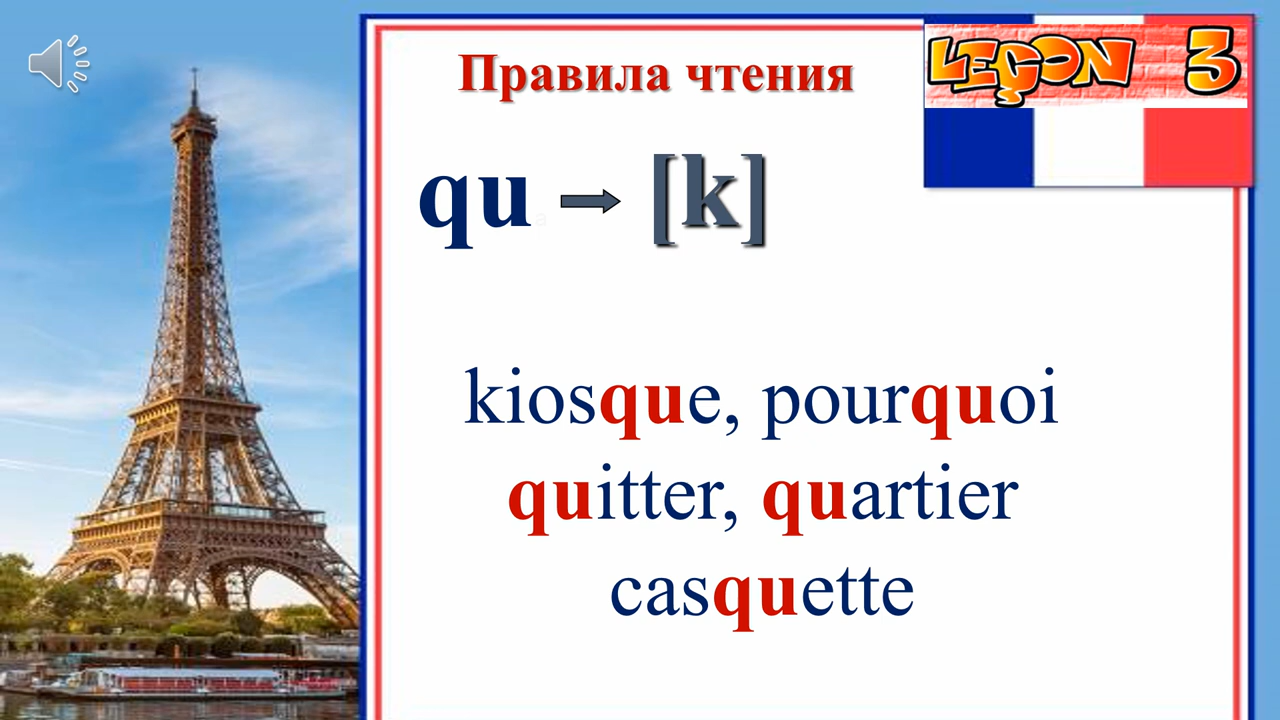 Правила чтения
LEÇON 3
qu → [k]
kiosque, pourquoi
quitter, quartier
casquette